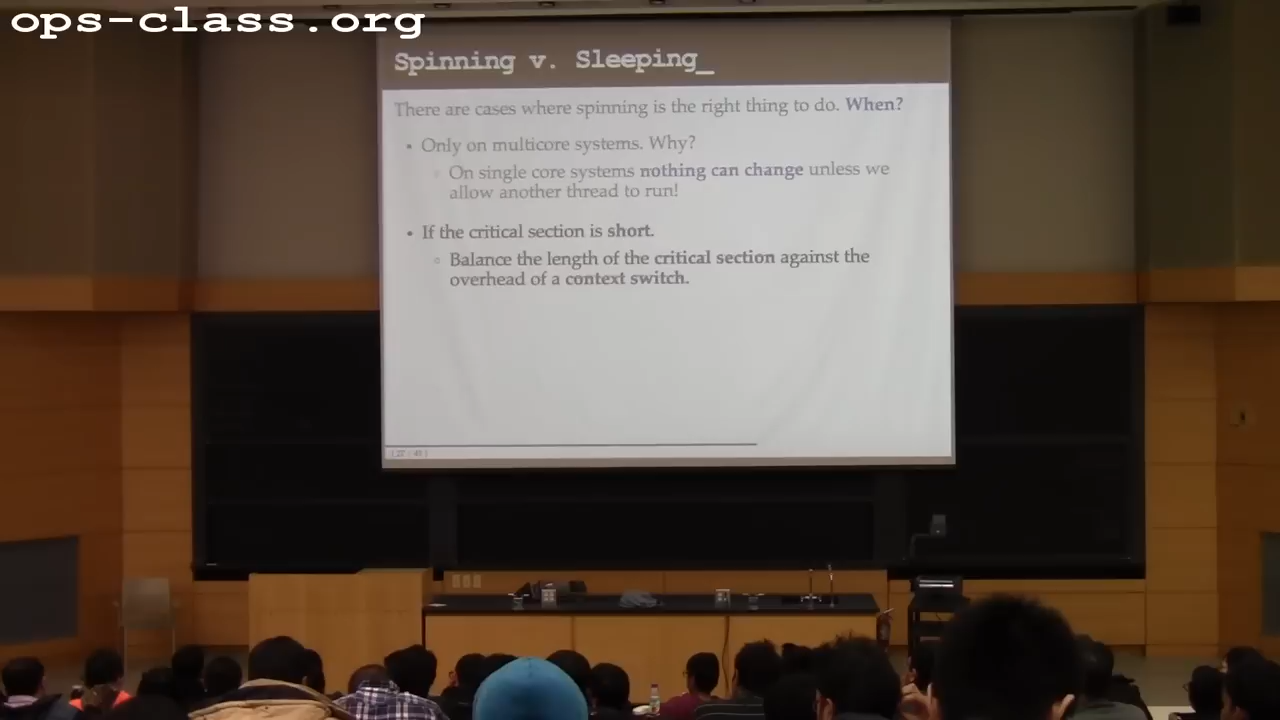 ops-class.org
Spinning v. Sleeping_
There are cases where spinning is the right thing to do. When?
• Only on multicore systems. Why?
◦ On single core systems nothing can change unless we
allow another thread to run!
• If the critical section is short.
◦ Balance the length of the critical section against the
overhead of a context switch.